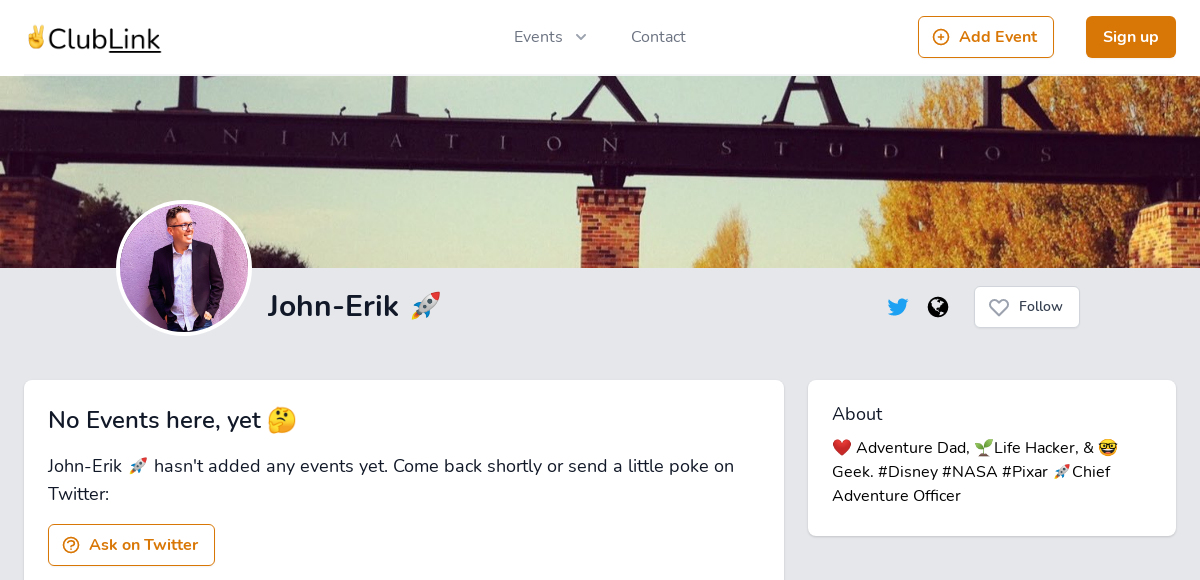 ✌️ClubLink
Events
Contact
Add Event
Sign up
ANIMATION STUDIOS
John-Erik 🚀
Follow
No Events here, yet 🤔
John-Erik 🚀 hasn't added any events yet. Come back shortly or send a little poke on
Twitter:
Ask on Twitter
About
❤️ Adventure Dad, 🌱Life Hacker, & 🤓
Geek. #Disney #NASA #Pixar 🚀Chief
Adventure Officer